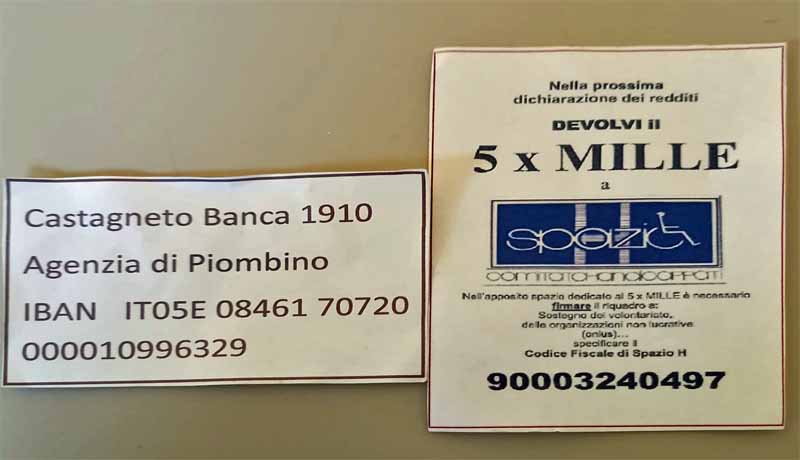 Castagneto Banca 1910
Agenzia di Piombino
IBAN IT05E 08461 70720
000010996329
Nella prossima
dichiarazione dei redditi
DEVOLVI il
5 x MILLE
a
spazio
comitato handicappati
Nell'apposito spazio dedicato al 5 x MILLE è necessario
firmare il riquadro a:
Sostegno del volontariato,
delle organizzazioni non lucrative
(onlus)...
specificare il
Codice Fiscale di Spazio H
90003240497